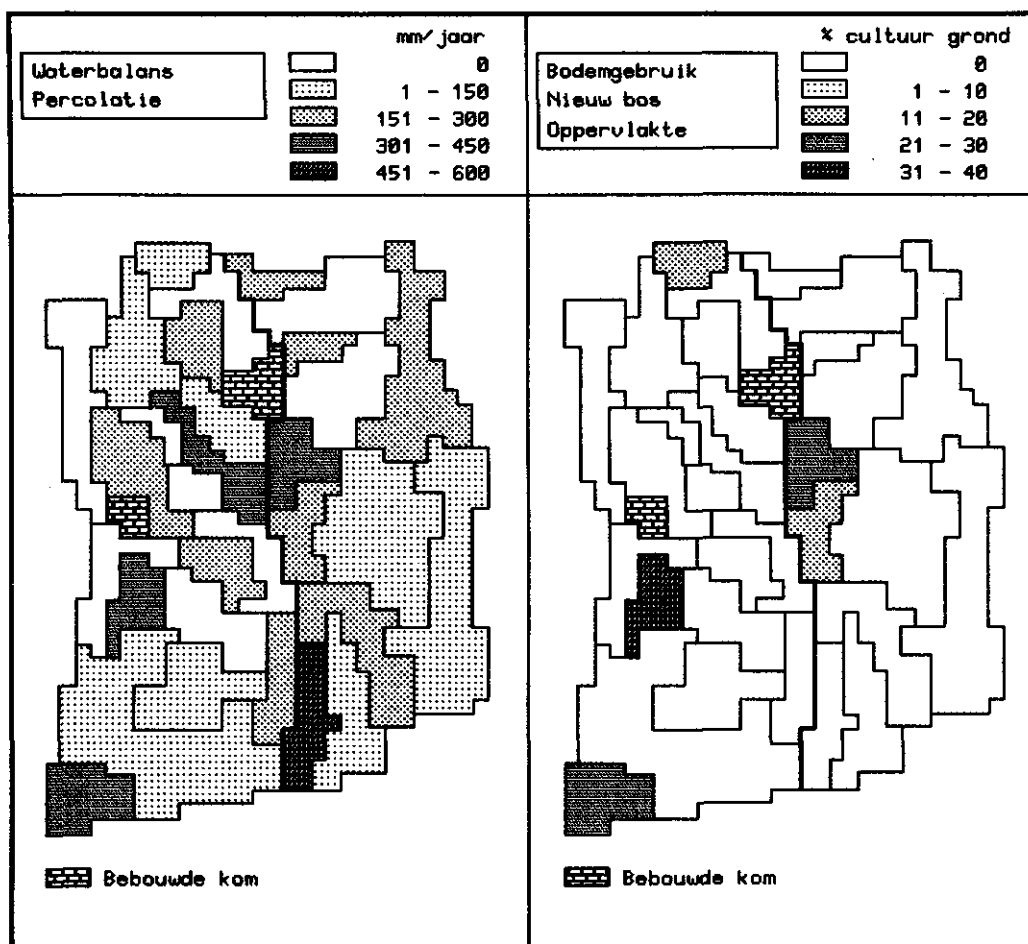 Waterbalans
Percolatie
mm/jaar
0
1 - 150
151 - 300
301 - 450
451 - 600
Bodemgebruik
Nieuw bos
Oppervlakte
% cultuur grond
0
1 - 10
11 - 20
21 - 30
31 - 40
Bebouwde kom
Bebouwde kom